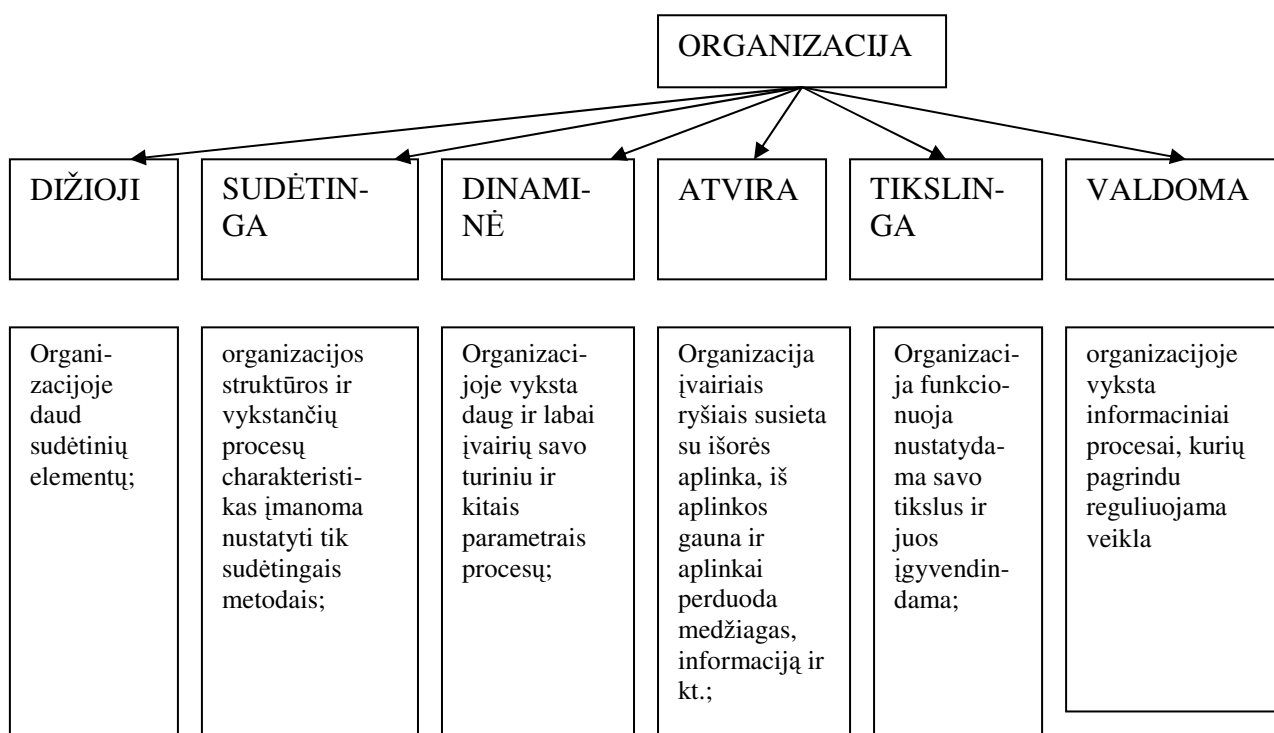 ORGANIZACIJA
DIŽIOJI
SUDĖTIN-
GA
DINAMI-
NĖ
ATVIRA
TIKSLIN-
GA
VALDOMA
Organi-
zacijoje
daud
sudėtinių
elementų;
organizacijos
struktūros ir
vykstančių
procesų
charakteristi-
kas įmanoma
nustatyti tik
sudėtingais
metodais;
Organizaci-
joje vyksta
daug ir labai
įvairių savo
turiniu ir
kitais
parametrais
procesų;
Organizacija
įvairiais
ryšiais susieta
su išorės
aplinka, iš
aplinkos
gauna ir
aplinkai
perduoda
medžiagas,
informaciją ir
kt.;
Organizaci-
ja funkcio-
nuoja
nustatyda-
ma savo
tikslus ir
juos
įgyvendin-
dama;
organizacijoje
vyksta
informaciniai
procesai, kurių
pagrindu
reguliuojama
veikla